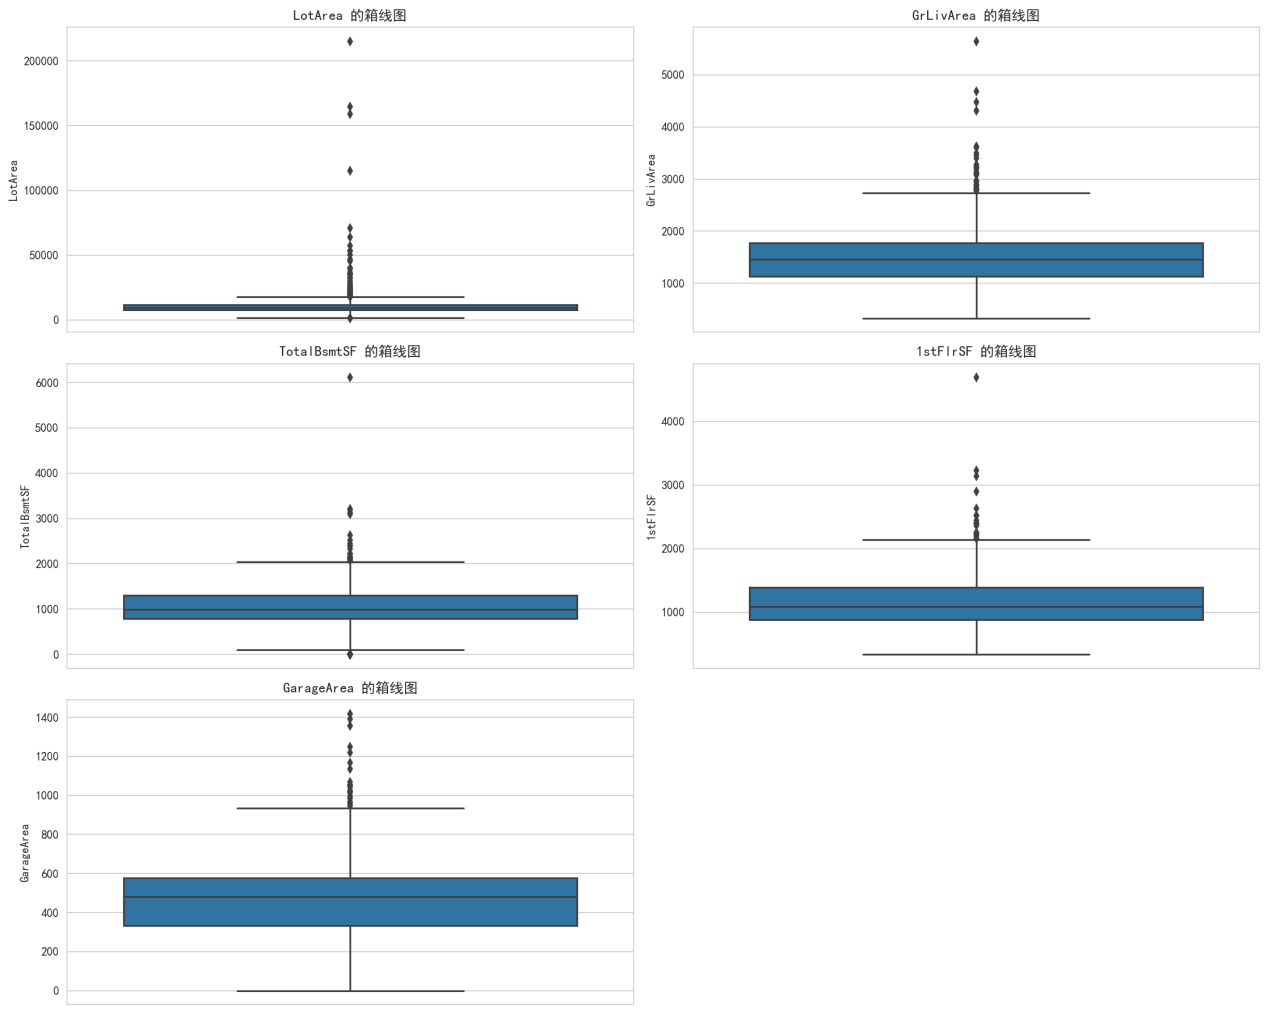 LotArea 的箱线图
200000
150000
100000
50000
0
LotArea
GrLivArea 的箱线图
5000
4000
3000
2000
1000
GrLivArea
TotalBsmtSF 的箱线图
6000
5000
4000
3000
2000
1000
0
TotalBsmtSF
1stFlrSF 的箱线图
4000
3000
2000
1000
1stFlrSF
GarageArea 的箱线图
1400
1200
1000
800
600
400
200
0
GarageArea